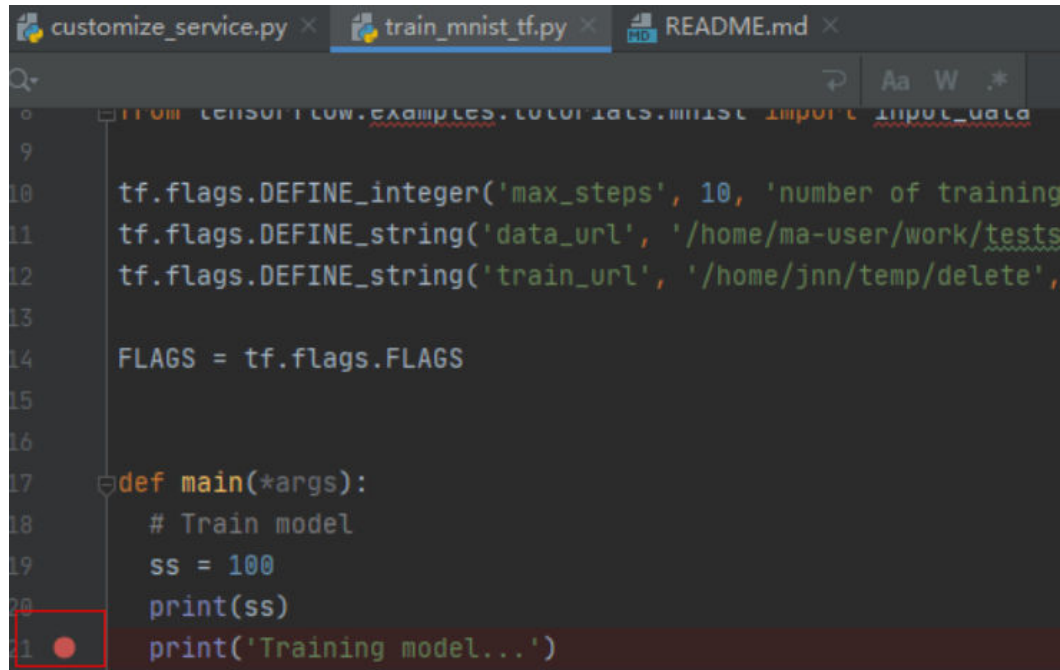 customize_service.py × train_mnist_tf.py × MD README.md ×
Aa W .*
8 from tensorflow.examples.tutorials.mnist import input_data
9
10 tf.flags.DEFINE_integer('max_steps', 10, 'number of training
11 tf.flags.DEFINE_string('data_url', '/home/ma-user/work/tests
12 tf.flags.DEFINE_string('train_url', '/home/jnn/temp/delete',
13
14 FLAGS = tf.flags.FLAGS
15
16
17 def main(*args):
18 # Train model
19 ss = 100
20 print(ss)
21 print('Training model...')